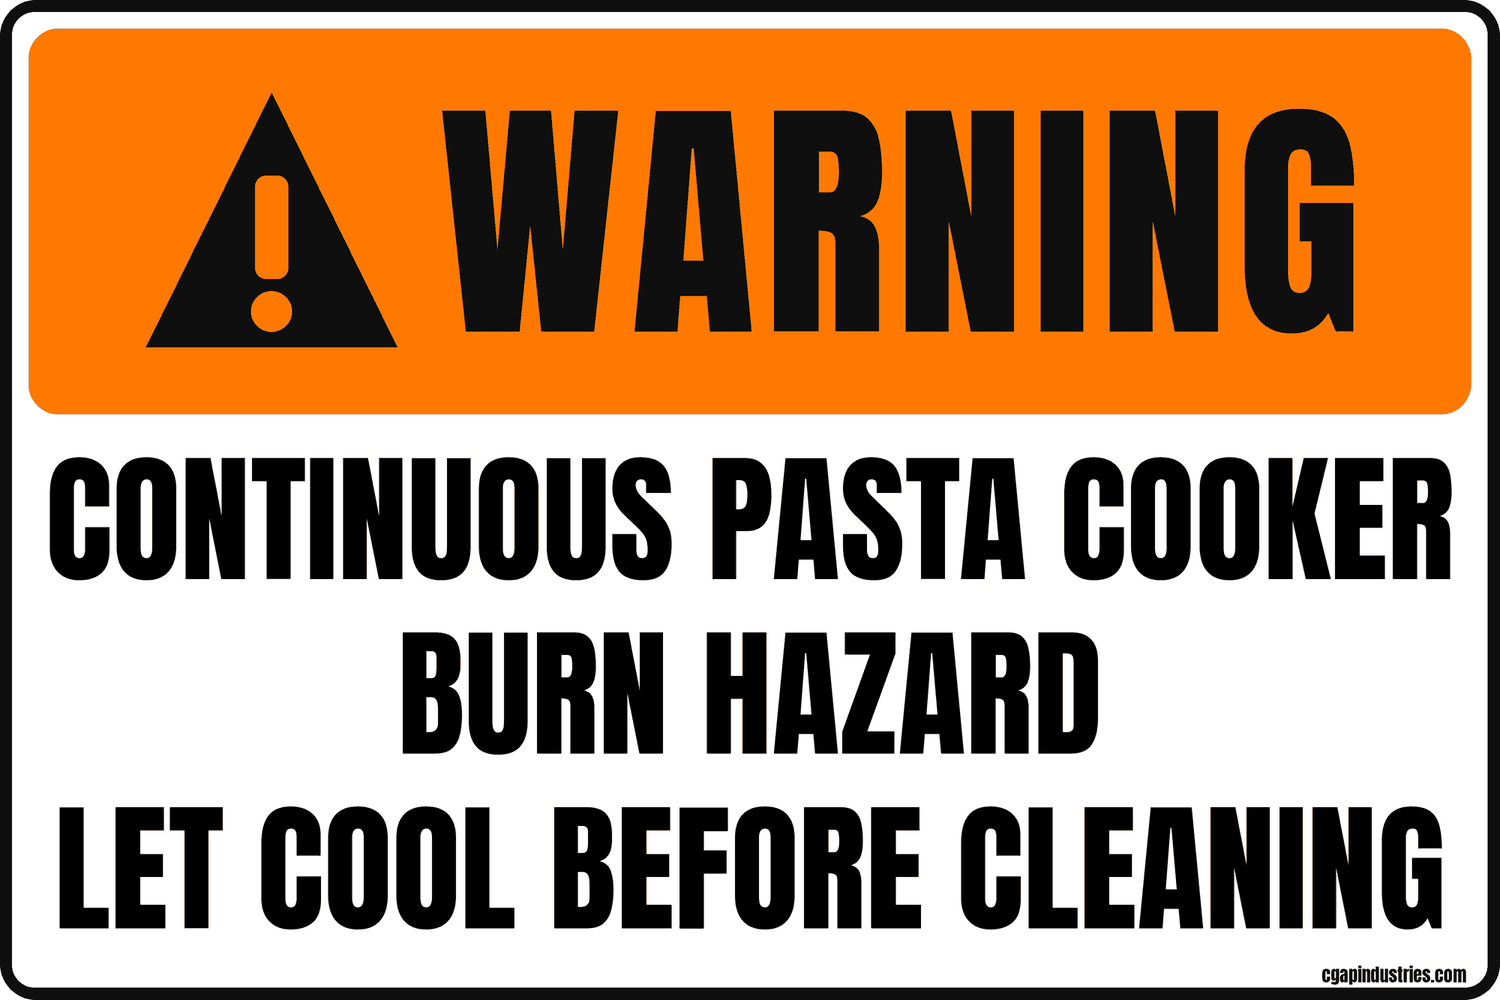 WARNING
CONTINUOUS PASTA COOKER
BURN HAZARD
LET COOL BEFORE CLEANING
cgapindustries.com